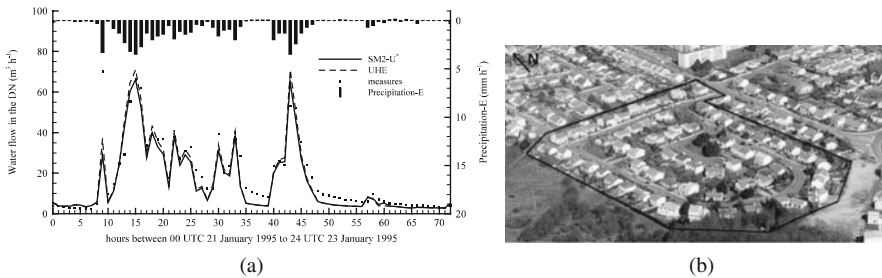 (a)
100
80
60
40
20
0
Water flow in the DN (m³ h⁻¹)
0
5
10
15
20
Precipitation-E (mm h⁻¹)
SM2-U*
UHE
measures
Precipitation-E
0 5 10 15 20 25 30 35 40 45 50 55 60 65 70
hours between 00 UTC 21 January 1995 to 24 UTC 23 January 1995
N
(a)
(b)